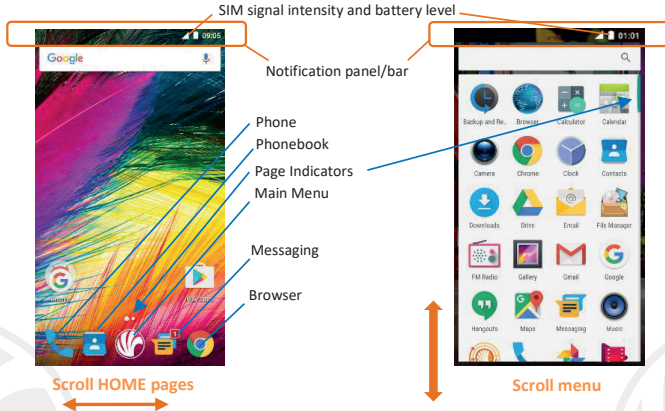 SIM signal intensity and battery level
09:05
01:01
Google
Notification panel/bar
Phone
Phonebook
Page Indicators
Main Menu
Messaging
Browser
1
Scroll HOME pages
Backup and Re..
Browser
Calculator
Calendar
Camera
Chrome
Clock
Contacts
Downloads
Drive
Email
File Manager
FM Radio
Gallery
Gmail
Google
Hangouts
Maps
Messaging
Music
Scroll menu